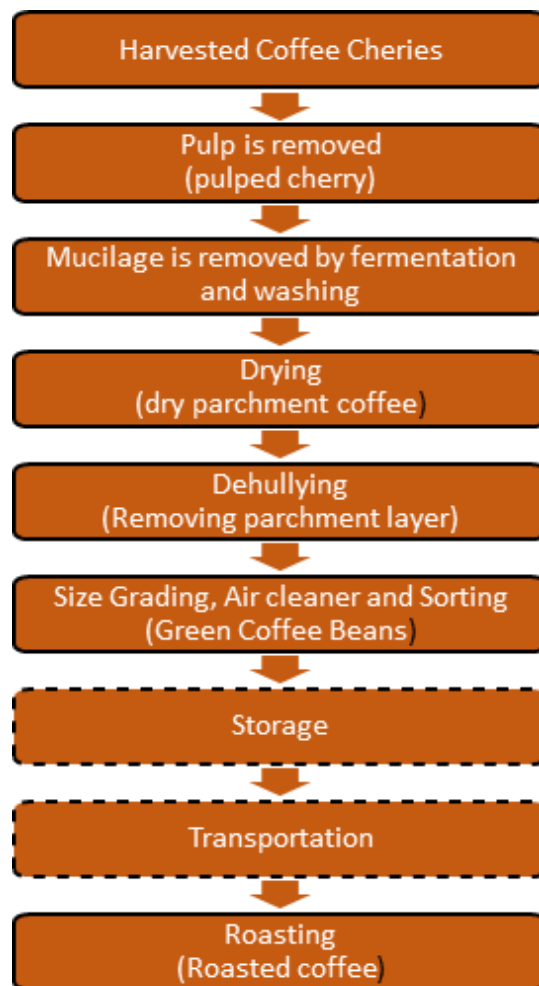 Harvested Coffee Cheries
Pulp is removed
(pulped cherry)
Mucilage is removed by fermentation
and washing
Drying
(dry parchment coffee)
Dehullying
(Removing parchment layer)
Size Grading, Air cleaner and Sorting
(Green Coffee Beans)
Storage
Transportation
Roasting
(Roasted coffee)